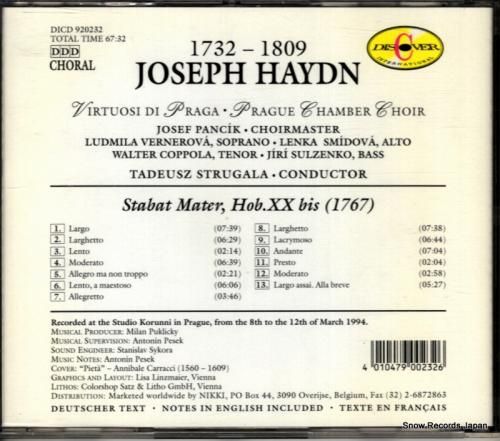 DICD 920232
TOTAL TIME 67:32
DDD
CHORAL
1732 – 1809
JOSEPH HAYDN
DISCOVER
INTERNATIONAL
VIRTUOSI DI PRAGA · PRAGUE CHAMBER CHOIR
JOSEF PANCÍK · CHOIRMASTER
LUDMILA VERNEROVÁ, SOPRANO · LENKA SMÍDOVÁ, ALTO
WALTER COPPOLA, TENOR · JÍRÍ SULZENKO, BASS
TADEUSZ STRUGALA · CONDUCTOR
Stabat Mater, Hob.XX bis (1767)
1. Largo (07:39)
2. Larghetto (06:29)
3. Lento (02:14)
4. Moderato (06:39)
5. Allegro ma non troppo (02:21)
6. Lento, a maestoso (06:06)
7. Allegretto (03:46)
8. Larghetto (07:38)
9. Lacrymoso (06:44)
10. Andante (07:04)
11. Presto (02:04)
12. Moderato (02:58)
13. Largo assai. Alla breve (05:27)
Recorded at the Studio Korunni in Prague, from the 8th to the 12th of March 1994.
MUSICAL PRODUCER: Milan Puklicky
MUSICAL SUPERVISION: Antonin Pesek
SOUND ENGINEER: Stanislav Sykora
MUSIC NOTES: Antonin Pesek
COVER: “Pietà” – Annibale Carracci (1560 – 1609)
GRAPHICS AND LAYOUT: Lisa Linzmaier, Vienna
LITHOS: Colorshop Satz & Litho GmbH, Vienna
DISTRIBUTION: Marketed worldwide by NIKKI, PO Box 44, 3090 Overijse, Belgium, Fax (32) 2-6872863
DEUTSCHER TEXT · NOTES IN ENGLISH INCLUDED · TEXTE EN FRANÇAIS
4 010479 002326
Snow.Records.Japan.